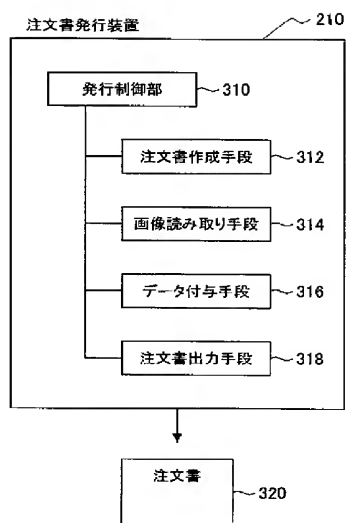 注文書発行装置
210
発行制御部 310
注文書作成手段 312
画像読み取り手段 314
データ付与手段 316
注文書出力手段 318
注文書
320